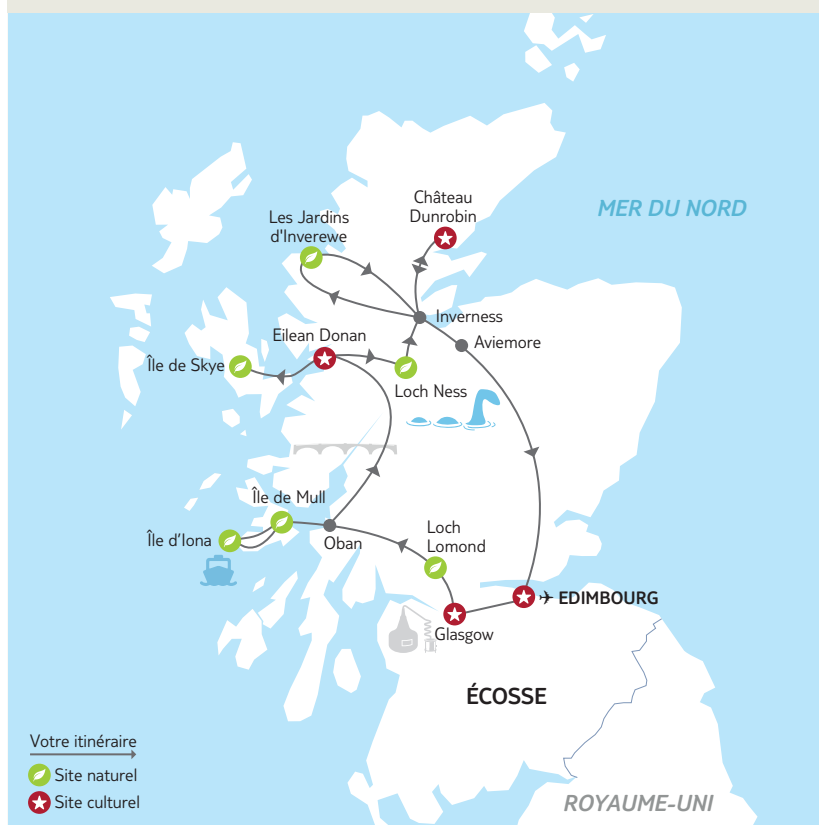 Château
Dunrobin
MER DU NORD
Les Jardins
d'Inverewe
Inverness
Eilean Donan
Aviemore
Île de Skye
Loch Ness
Île de Mull
Île d'Iona
Oban
Loch
Lomond
EDIMBOURG
Glasgow
ÉCOSSE
Votre itinéraire
Site naturel
Site culturel
ROYAUME-UNI